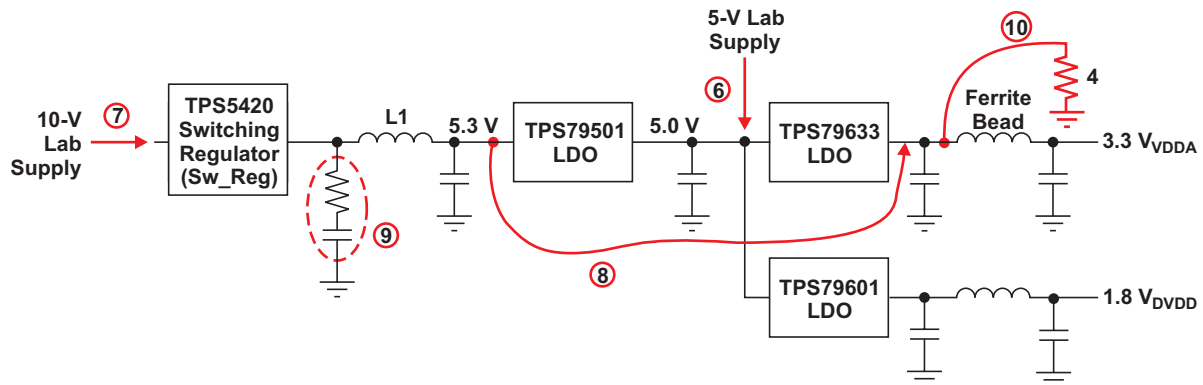 10-V
Lab
Supply
7
TPS5420
Switching
Regulator
(Sw_Reg)
9
L1
5.3 V
TPS79501
LDO
8
5.0 V
5-V Lab
Supply
6
TPS79633
LDO
TPS79601
LDO
10
4
Ferrite
Bead
3.3 VVDDA
1.8 VDVDD